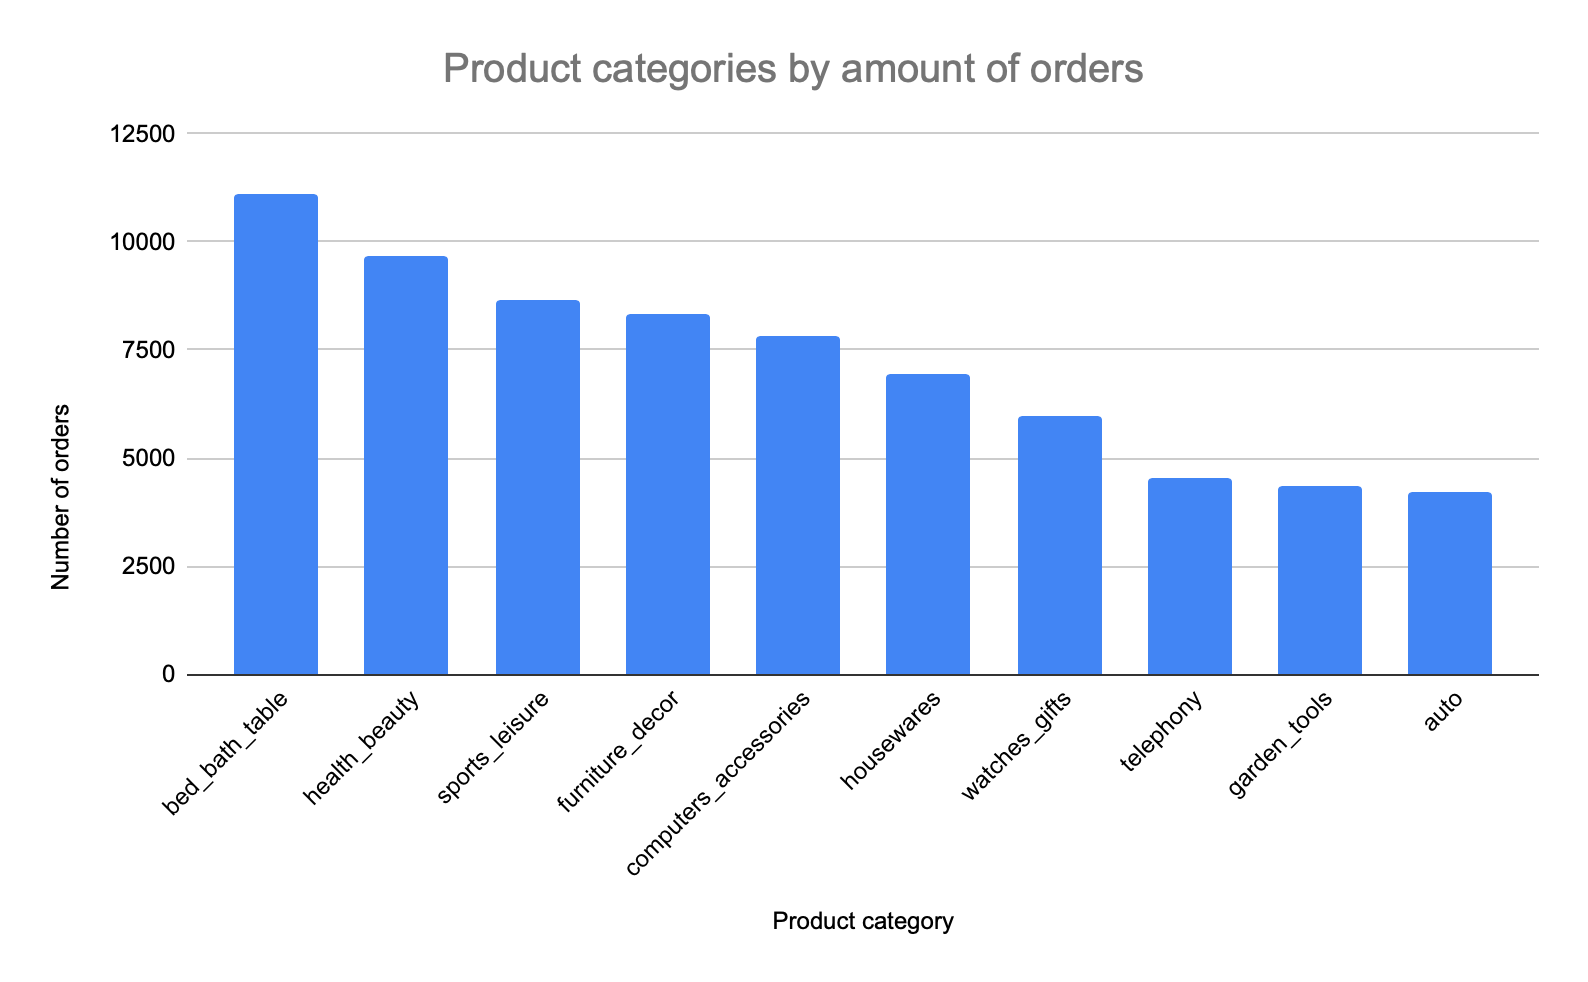 Product categories by amount of orders
12500
10000
7500
5000
2500
0
Number of orders
bed_bath_table
health_beauty
sports_leisure
furniture_decor
computers_accessories
housewares
watches_gifts
telephony
garden_tools
auto
Product category